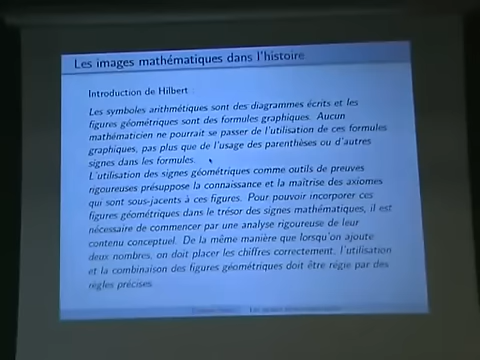 Les images mathématiques dans l'histoire
Introduction de Hilbert
Les symboles arithmétiques sont des diagrammes écrits et les
figures géométriques sont des formules graphiques. Aucun
mathématicien ne pourrait se passer de l'utilisation de ces formules
graphiques, pas plus que de l'usage des parenthèses ou d'autres
signes dans les formules.
L'utilisation des signes géométriques comme outils de preuves
rigoureuses présuppose la connaissance et la maîtrise des axiomes
qui sont sous-jacents à ces figures. Pour pouvoir incorporer ces
figures géométriques dans le trésor des signes mathématiques, il est
nécessaire de commencer par une analyse rigoureuse de leur
contenu conceptuel. De la même manière que lorsqu'on ajoute
deux nombres, on doit placer les chiffres correctement, l'utilisation
et la combinaison des figures géométriques doit être régie par des
règles précises